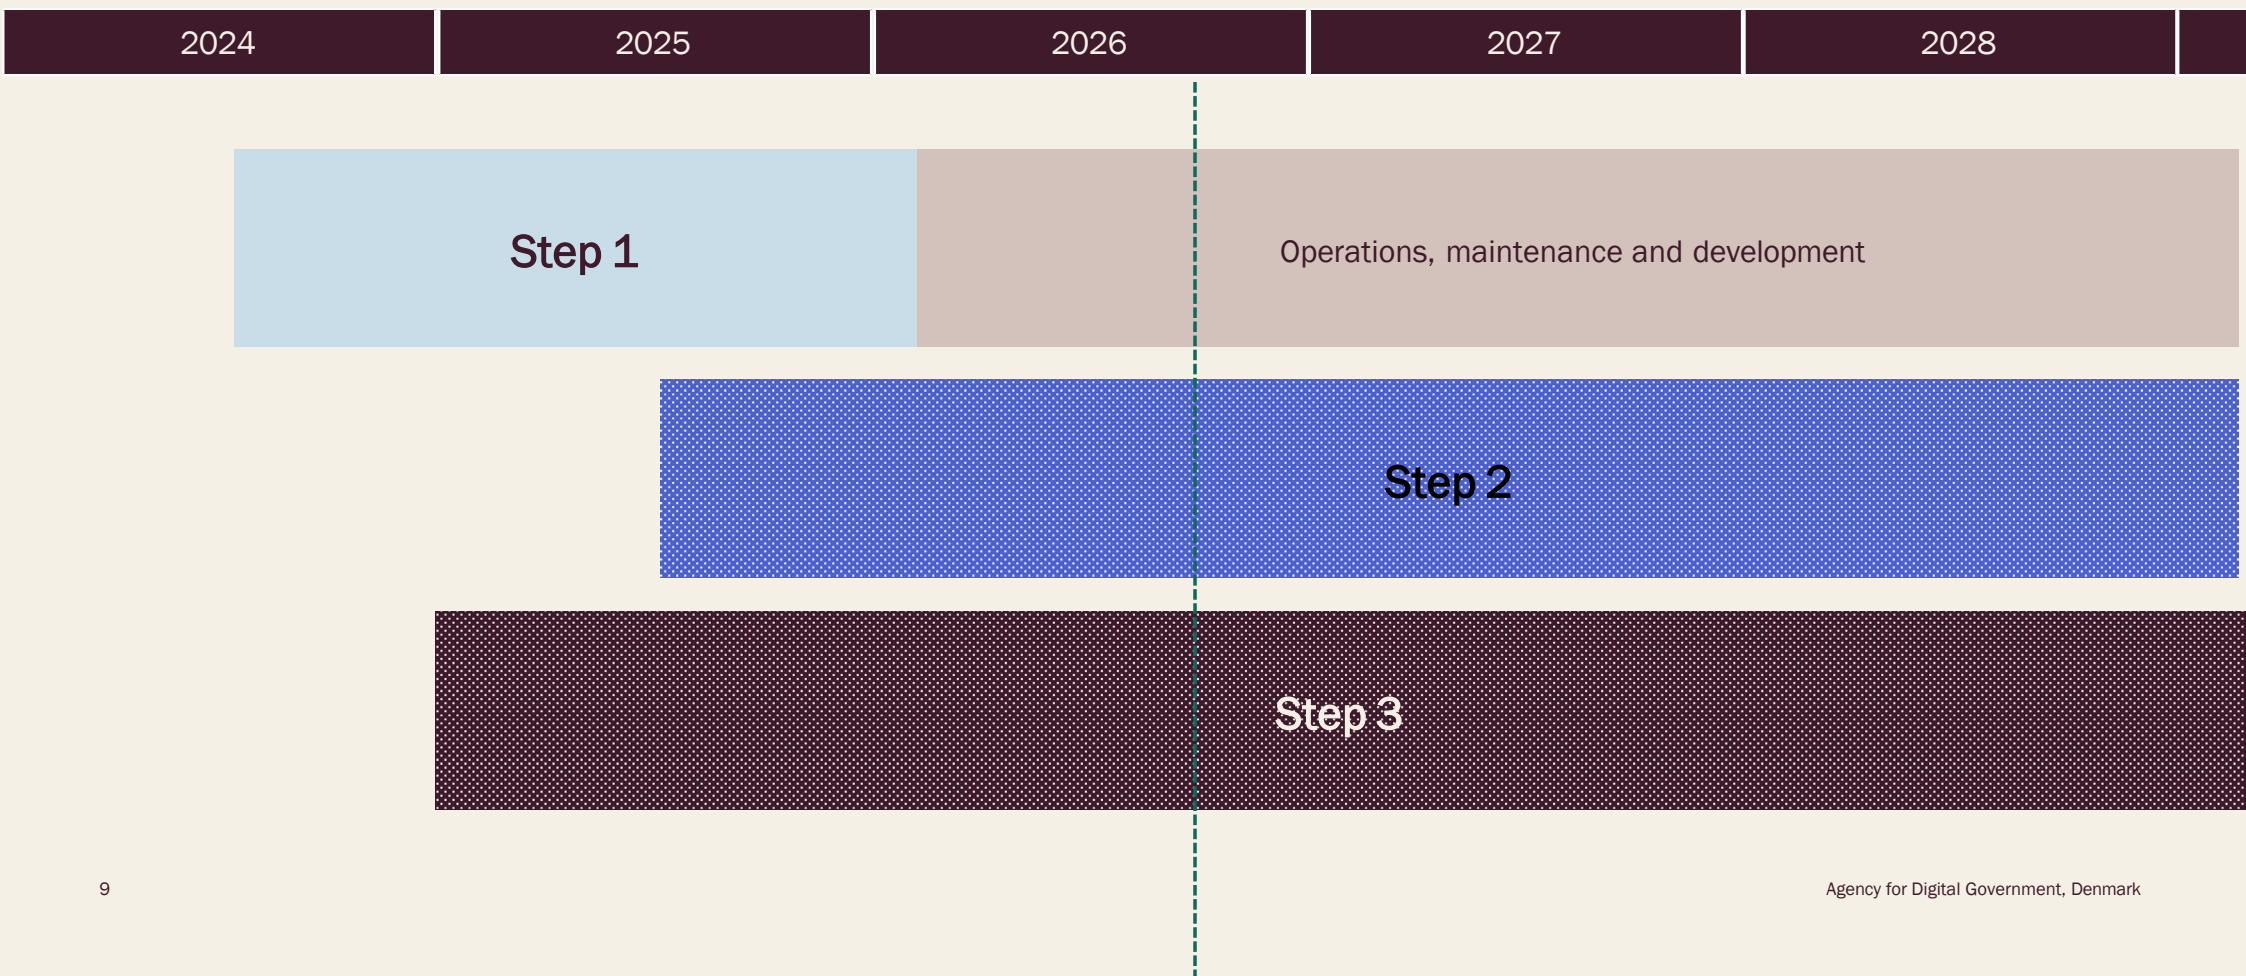 2024 2025 2026 2027 2028
Step 1
Operations, maintenance and development
Step 2
Step 3
9
Agency for Digital Government, Denmark